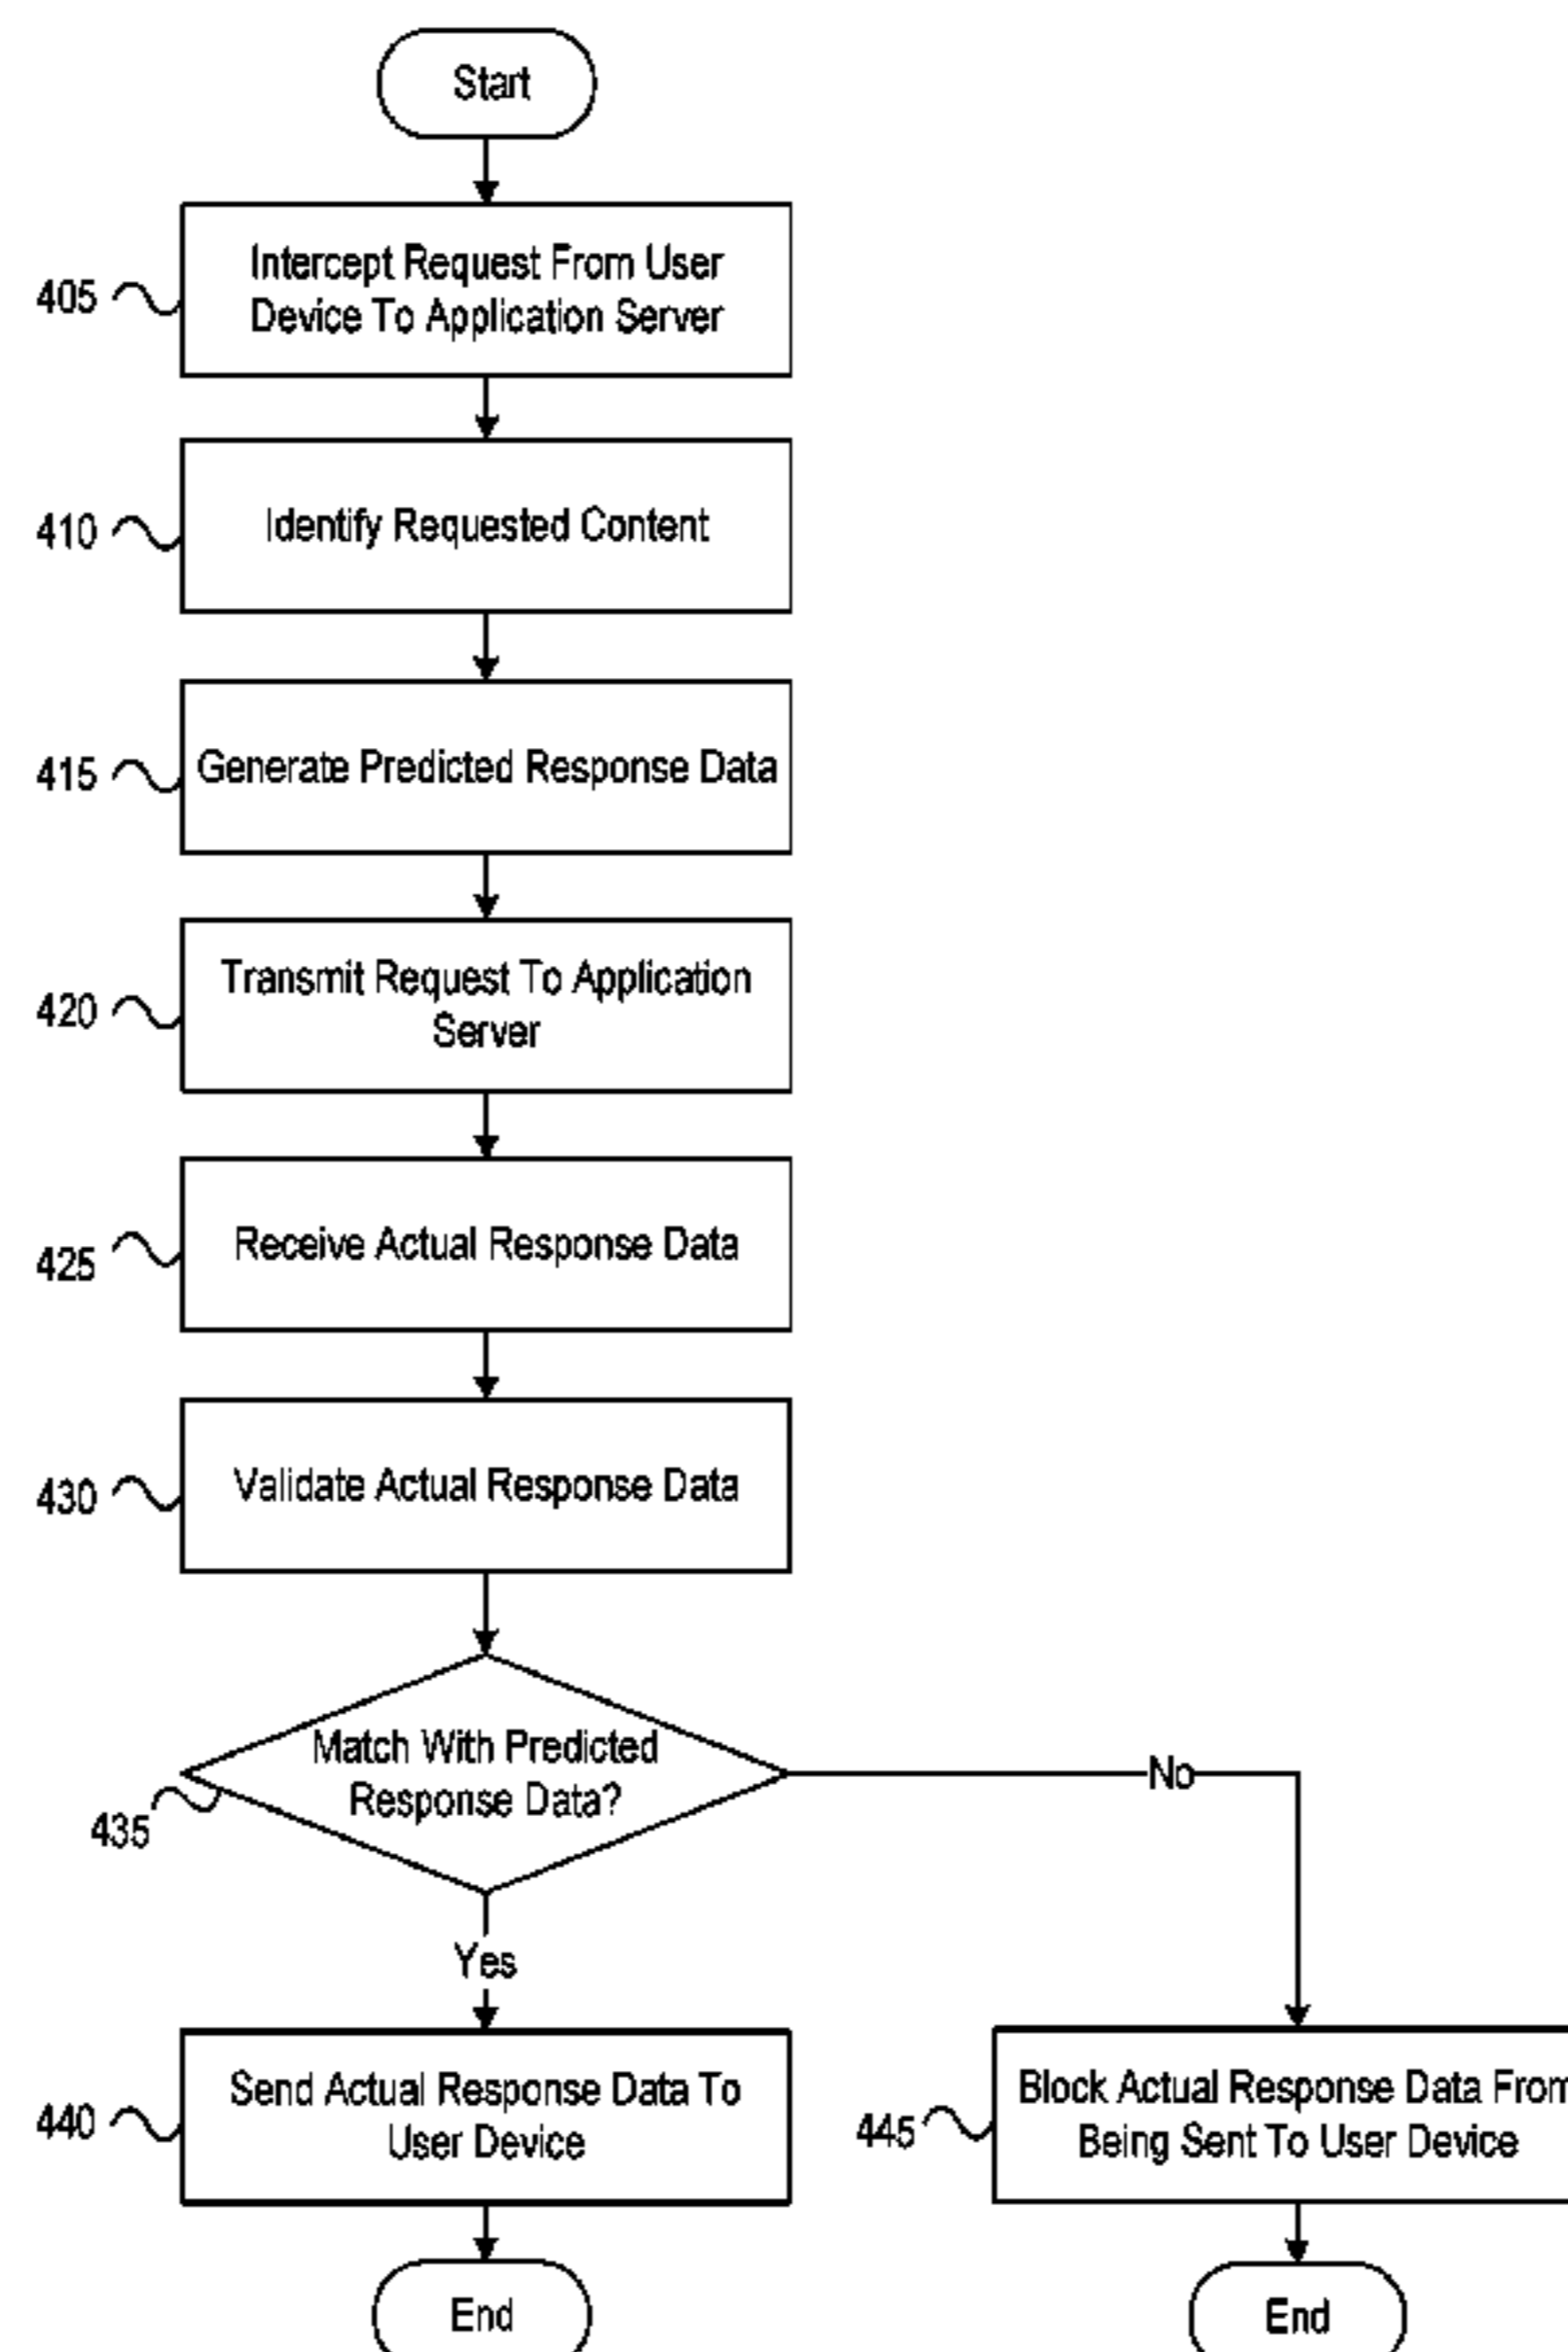 Start
405
Intercept Request From User
Device To Application Server
410
Identify Requested Content
415
Generate Predicted Response Data
420
Transmit Request To Application
Server
425
Receive Actual Response Data
430
Validate Actual Response Data
Match With Predicted
Response Data?
435
No
Yes
440
Send Actual Response Data To
User Device
445
Block Actual Response Data From
Being Sent To User Device
End
End